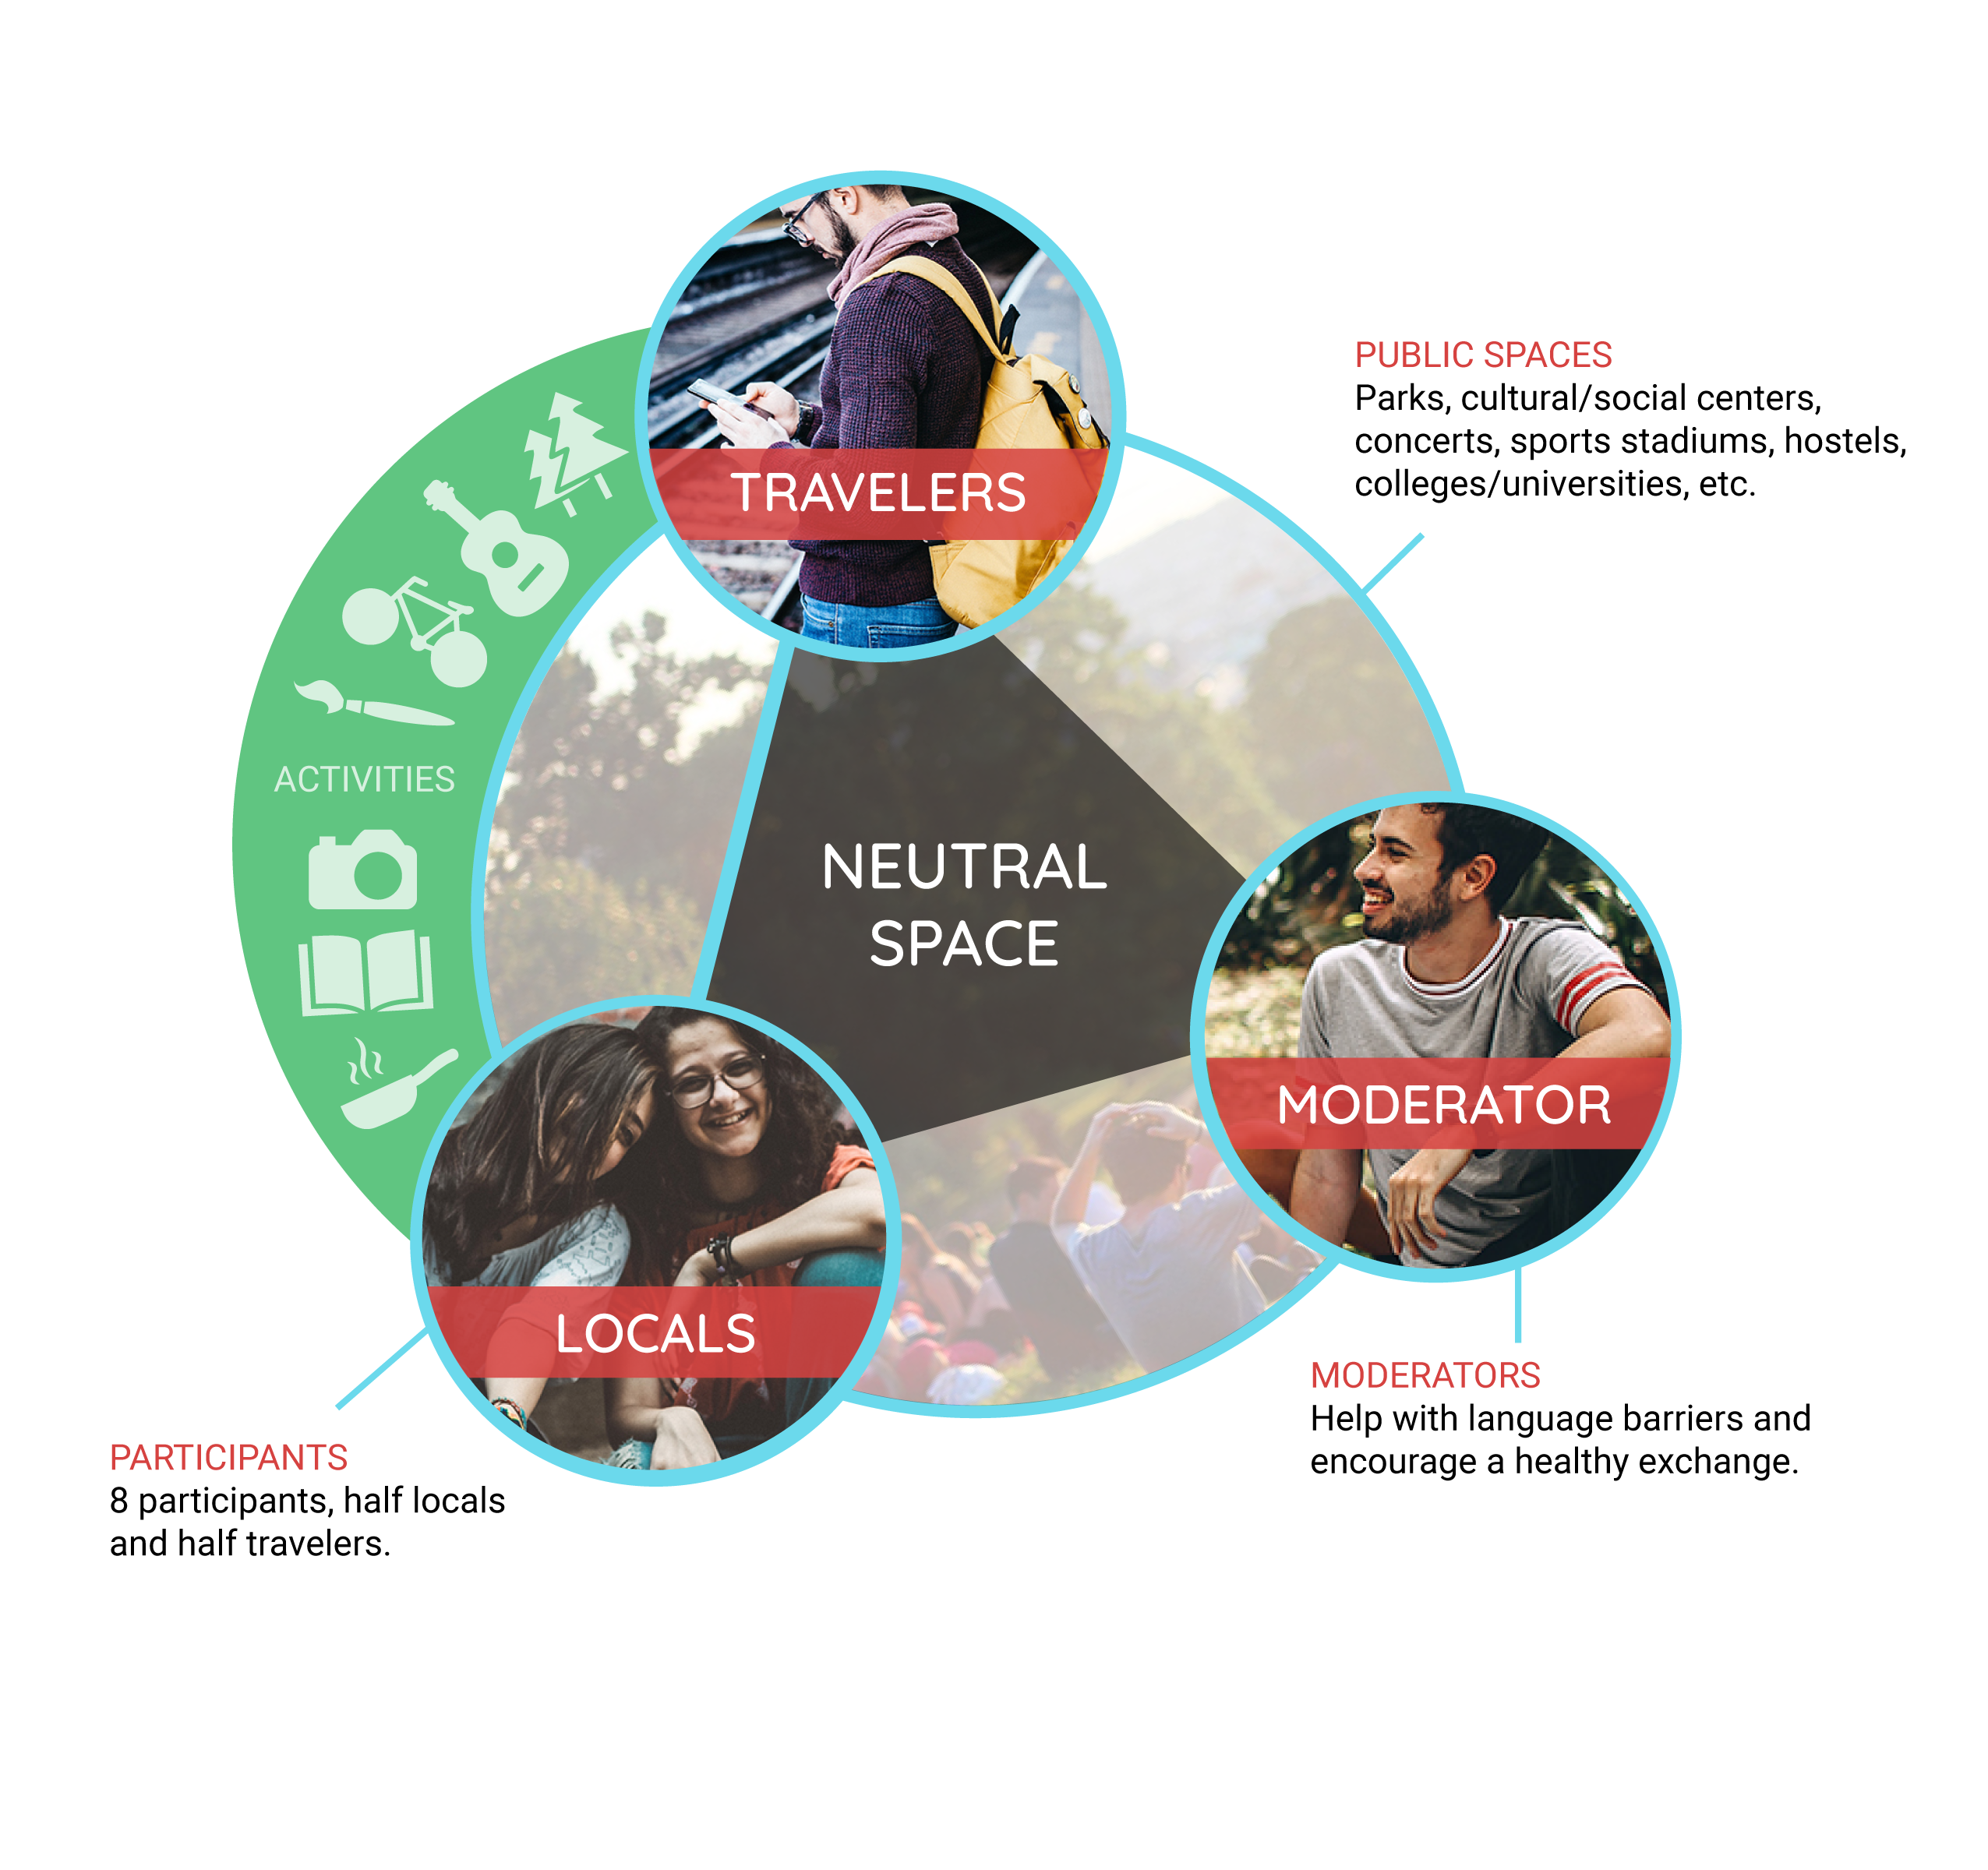 TRAVELERS
PUBLIC SPACES
Parks, cultural/social centers,
concerts, sports stadiums, hostels,
colleges/universities, etc.
ACTIVITIES
NEUTRAL
SPACE
MODERATOR
LOCALS
MODERATORS
Help with language barriers and
encourage a healthy exchange.
PARTICIPANTS
8 participants, half locals
and half travelers.